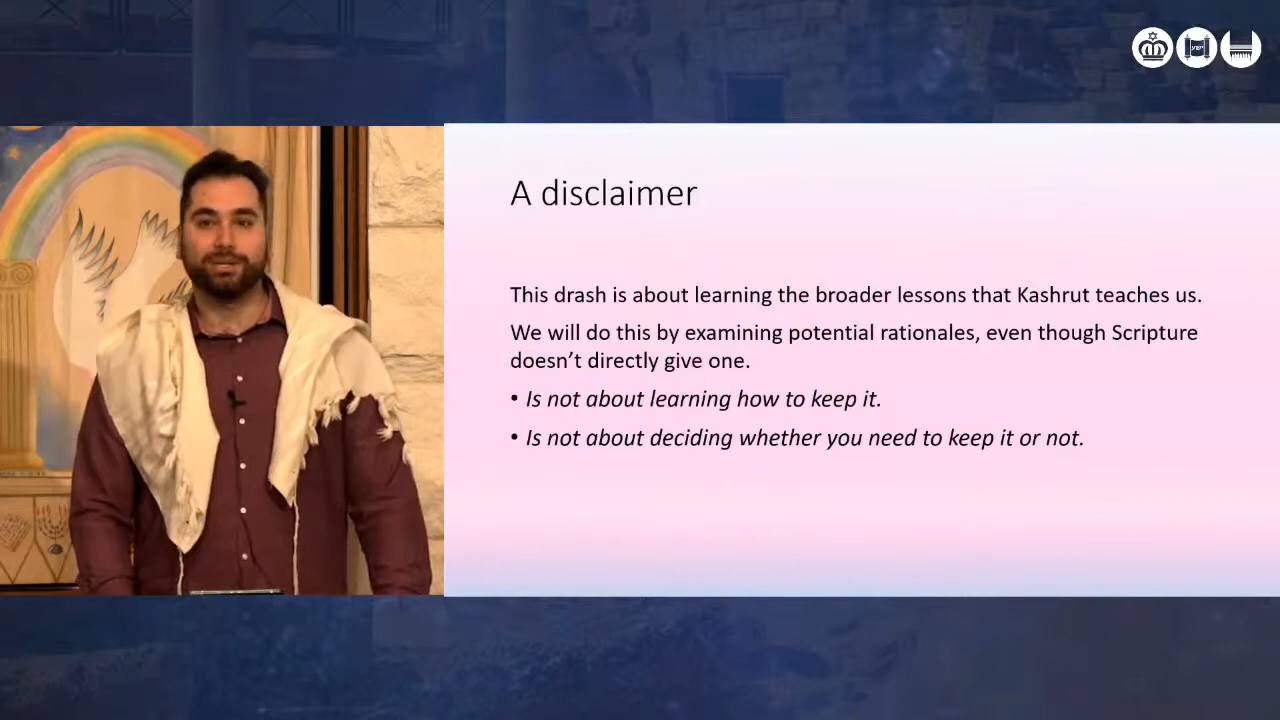 A disclaimer
This drash is about learning the broader lessons that Kashrut teaches us.
We will do this by examining potential rationales, even though Scripture
doesn’t directly give one.
• Is not about learning how to keep it.
• Is not about deciding whether you need to keep it or not.